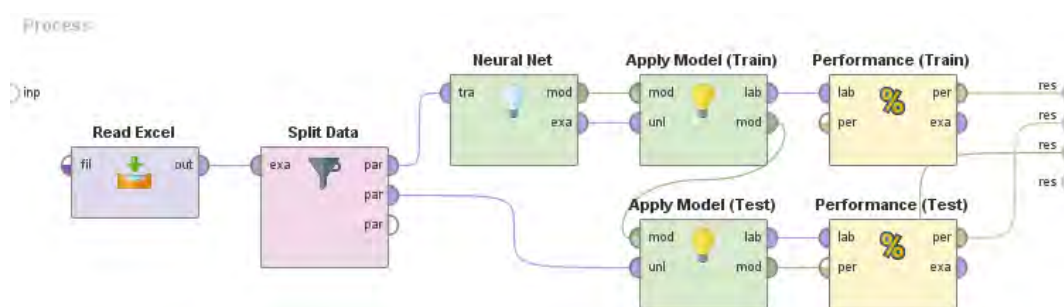 Process
inp
Read Excel
fil out
Split Data
exa par
par
par
Neural Net
tra mod
exa
Apply Model (Train)
mod lab
unl mod
Performance (Train)
lab % per
per exa
Apply Model (Test)
mod lab
unl mod
Performance (Test)
lab % per
per exa
res
res
res
res